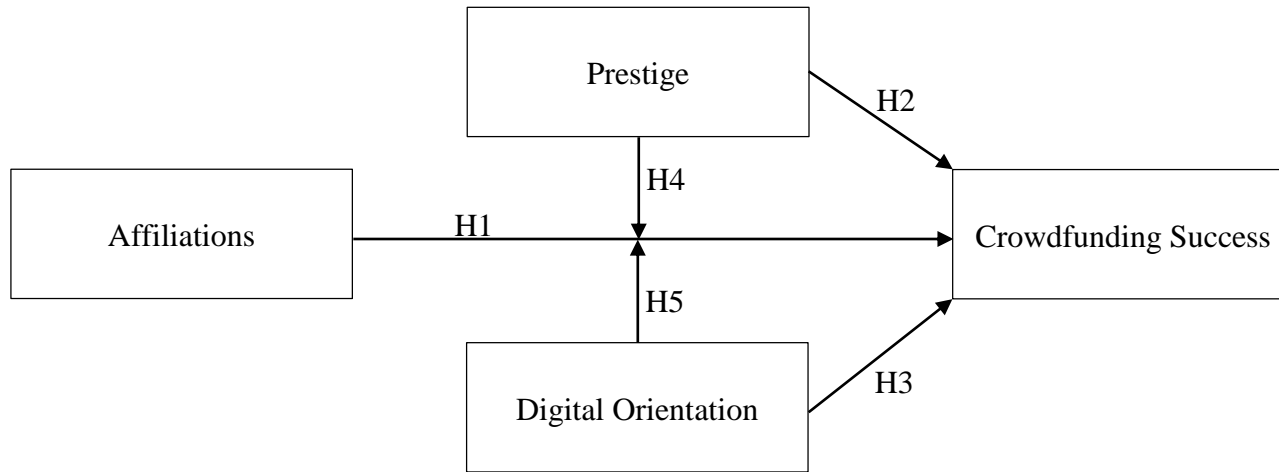 Prestige
H2
H4
Affiliations
H1
Crowdfunding Success
H5
Digital Orientation
H3